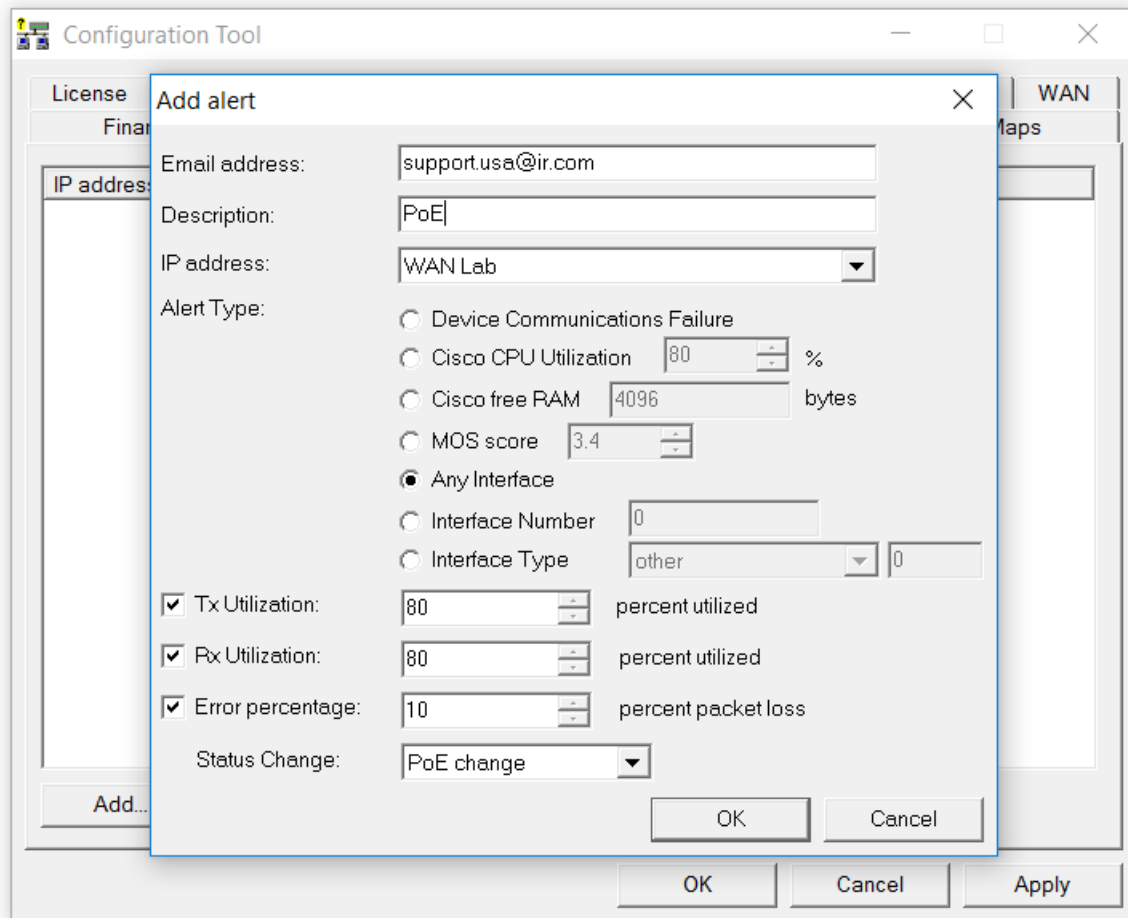 Configuration Tool
License
WAN
Add alert
IP address
Email address:
support.usa@ir.com
Description:
PoE
IP address:
WAN Lab
Alert Type:
Device Communications Failure
Cisco CPU Utilization 80 %
Cisco free RAM 4096 bytes
MOS score 3.4
Any Interface
Interface Number 0
Interface Type other 0
Tx Utilization: 80 percent utilized
Rx Utilization: 80 percent utilized
Error percentage: 10 percent packet loss
Status Change: PoE change
OK Cancel
Add...
OK Cancel Apply